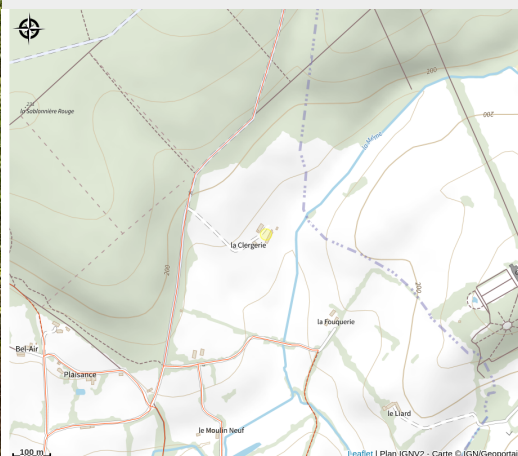 200
la Sablonnière Rouge
la Même
200
la Clergerie
200
200
la Fouquerie
Bel-Air
Plaisance
le Liard
le Moulin Neuf
100 m
Leaflet | Plan IGNV2 - Carte © IGN/Geoportail